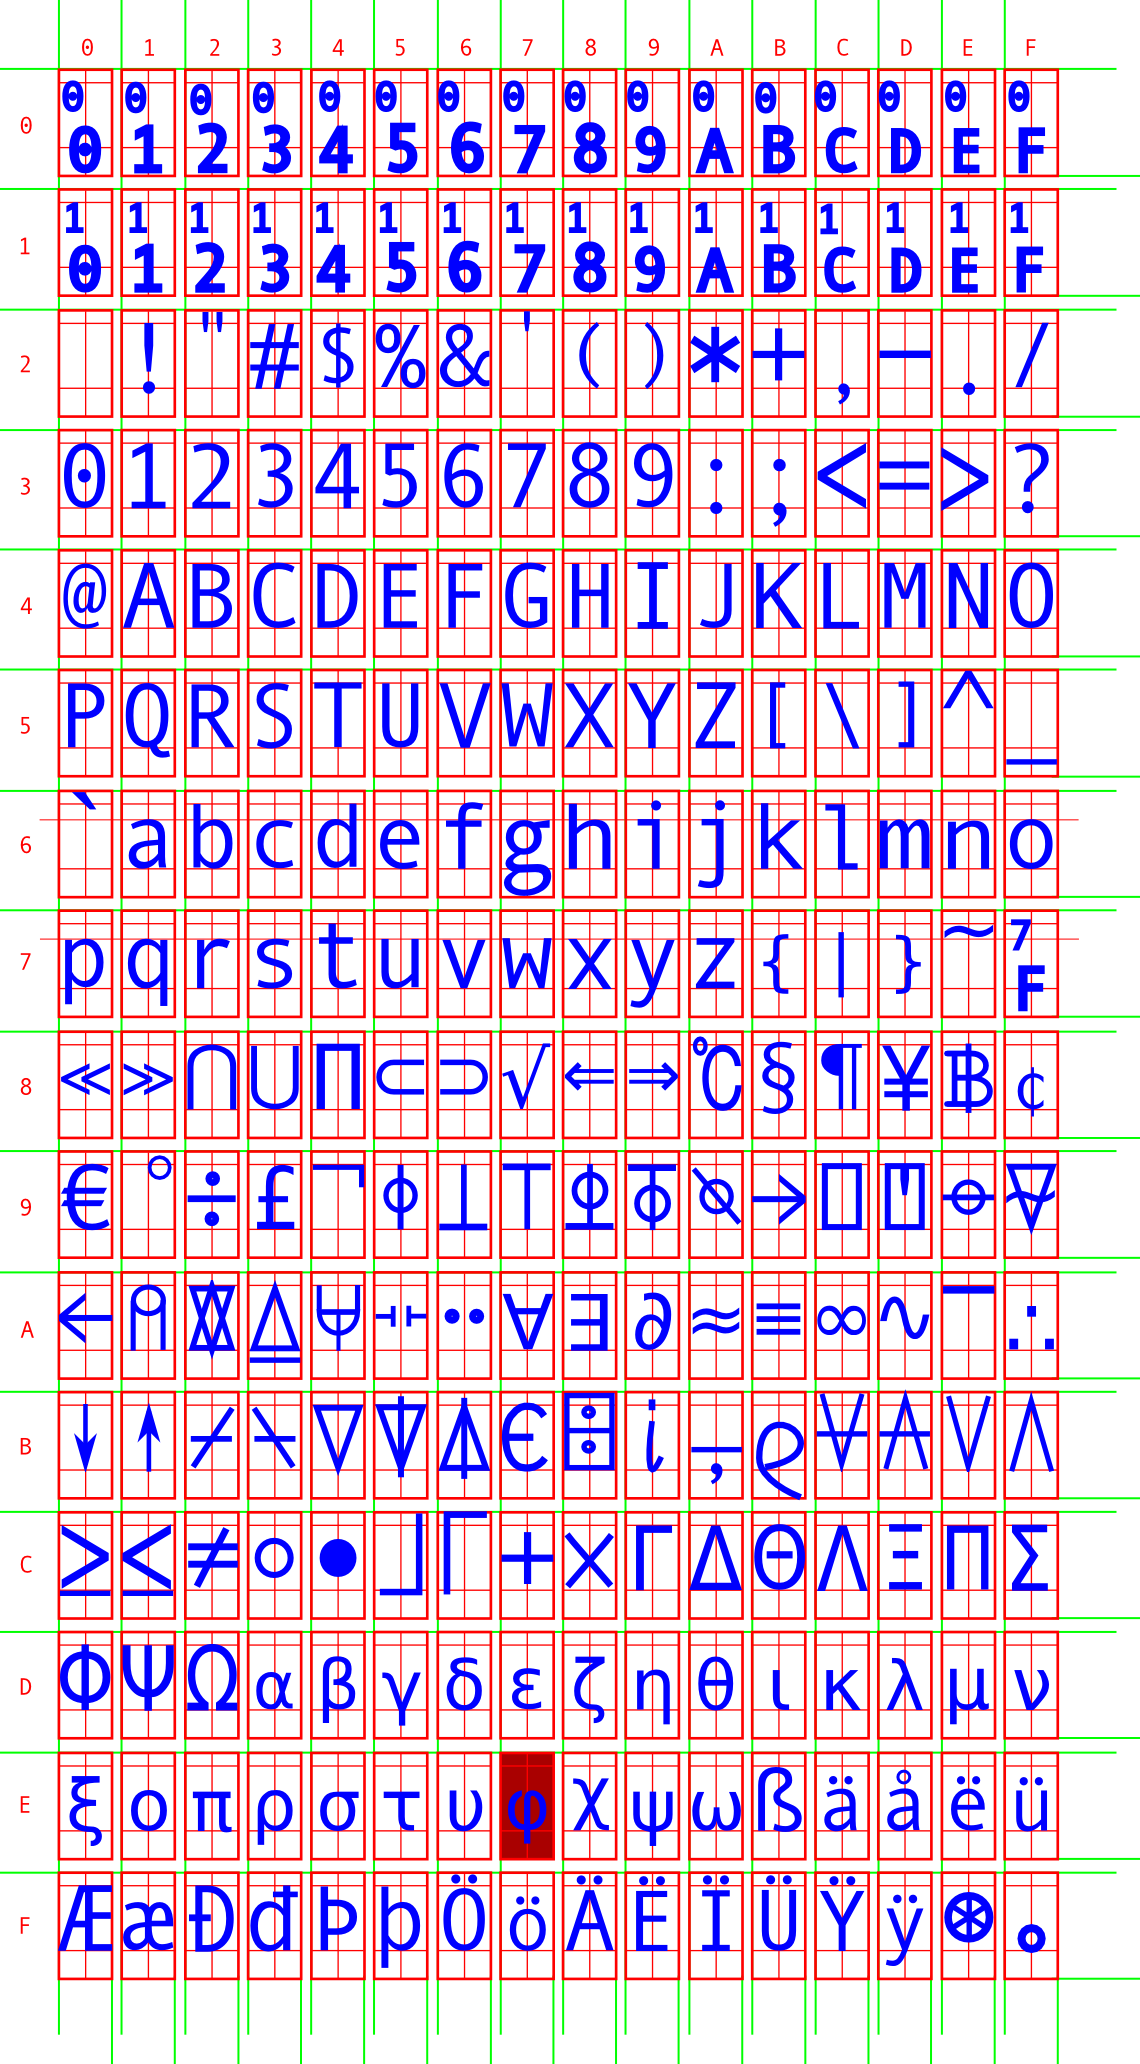 0 1 2 3 4 5 6 7 8 9 A B C D E F
0 00 01 02 03 04 05 06 07 08 09 0A 0B 0C 0D 0E 0F
1 10 11 12 13 14 15 16 17 18 19 1A 1B 1C 1D 1E 1F
2 ! " # $ % & ' ( ) * + , - . /
3 0 1 2 3 4 5 6 7 8 9 : ; < = > ?
4 @ A B C D E F G H I J K L M N O
5 P Q R S T U V W X Y Z [ \ ] ^ _
6 ` a b c d e f g h i j k l m n o
7 p q r s t u v w x y z { | } ~ 7F
8 ≪ ≫ ∩ ∪ ∏ ⊂ ⊃ √ ⇐ ⇒ ℃ § ¶ ¥ ฿ ¢
9 € ° ÷ £ ¬ ⌽ ⊥ ⊤ ⍎ ⍕ ⍉ → ⎕ ⍞ ⊖ ⍫
A ← ⍝ ⍙ ∀ ∃ ∂ ≈ ≡ ∞ ∿ ¯ ∴
B ↓ ↑ ⌿ ⍀ ∇ ⍒ ⍋ ∊ ⌹ ⍳ ⍪ ⍱ ⍲ ∨ ∧
C ≥ ≤ ≠ ○ ● ⌋ ⌈ + × Γ Δ Θ Λ Ξ Π Σ
D Φ Ψ Ω α β γ δ ε ζ η θ ι κ λ μ ν
E ξ ο π ρ σ τ υ φ χ ψ ω ß ä å ë ü
F Æ æ Đ đ Þ þ Ö ö Ä Ë Ï Ü Ÿ ÿ ⊛